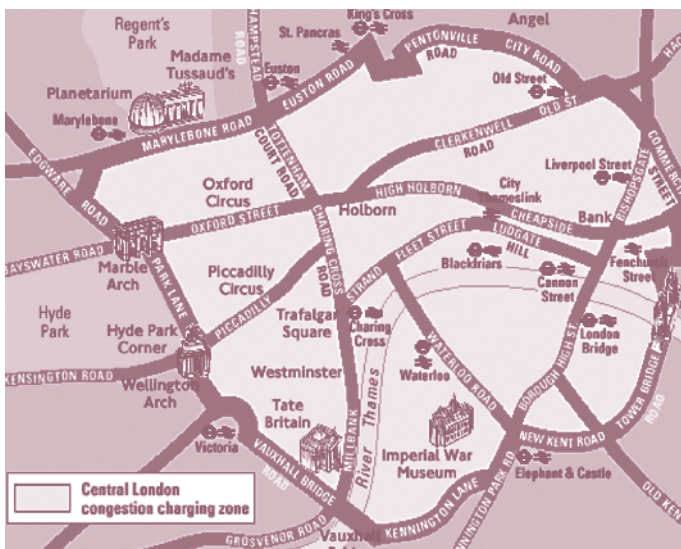 Regent's
Park
HAMPSTEAD
ROAD
King's Cross
St. Pancras
Angel
PENTONVILLE
ROAD
CITY ROAD
Madame
Tussaud's
Euston
EUSTON ROAD
Old Street
OLD ST.
Planetarium
Marylebone
MARYLEBONE ROAD
TOTTENHAM
COURT ROAD
CLERKENWELL
ROAD
COMMERC
STREET
EDGWARE
ROAD
Liverpool Street
BISHOPSGATE
Oxford
Circus
OXFORD STREET
Holborn
HIGH HOLBORN
City
Thameslink
CHEAPSIDE
Bank
AYSWATER ROAD
Marble
Arch
PARK LANE
CHARING CROSS
ROAD
FLEET STREET
LUDGATE
HILL
STRAND
Blackfriars
Cannon
Street
Fenchurch
Street
Piccadilly
Circus
PICCADILLY
Hyde
Park
Hyde Park
Corner
Trafalgar
Square
Charing
Cross
WATERLOO ROAD
Waterloo
London
Bridge
BOROUGH HIGH ST.
TOWER BRIDGE
ROAD
KENSINGTON ROAD
Wellington
Arch
Westminster
Tate
Britain
MILLBANK
River Thames
Imperial War
Museum
NEW KENT ROAD
Elephant & Castle
OLD KEN
Victoria
VAUXHALL BRIDGE
ROAD
KENNINGTON LANE
NNINGTON PARK RD
GROSVENOR ROAD
Vauxhall
Central London
congestion charging zone